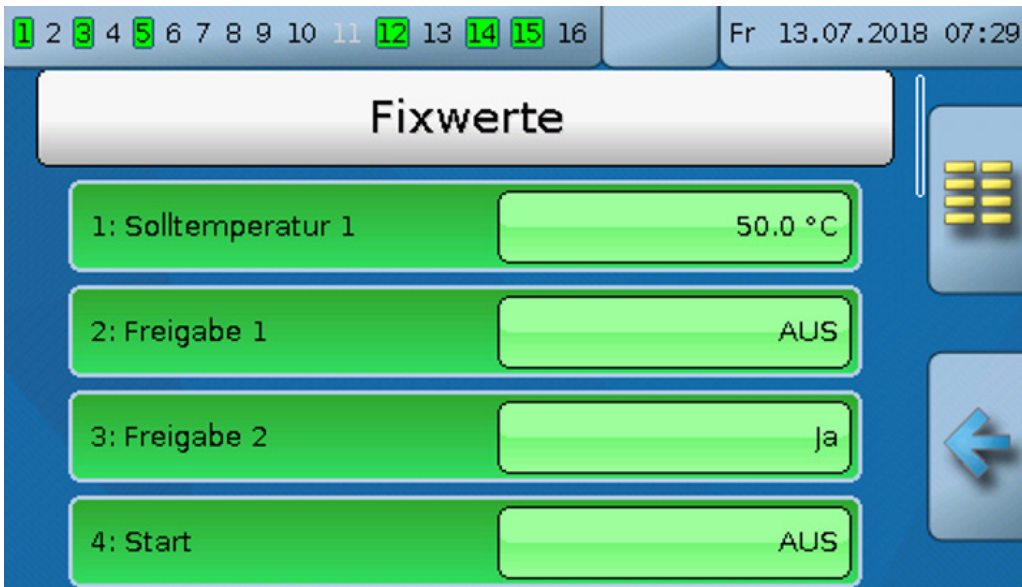 1 2 3 4 5 6 7 8 9 10 11 12 13 14 15 16 Fr 13.07.2018 07:29
Fixwerte
1: Solltemperatur 1 50.0 °C
2: Freigabe 1 AUS
3: Freigabe 2 Ja
4: Start AUS